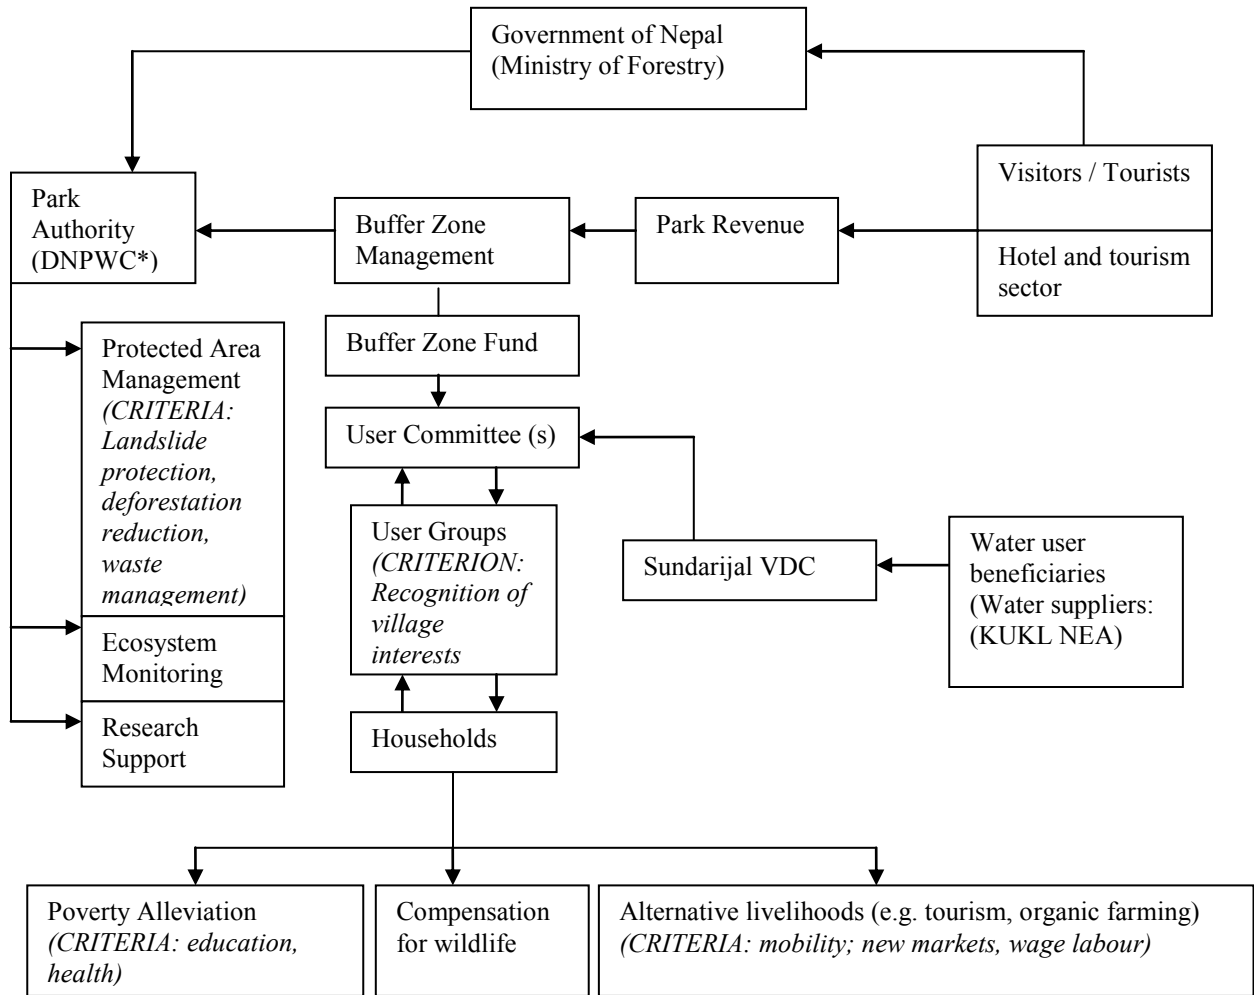 Government of Nepal
(Ministry of Forestry)
Visitors / Tourists
Hotel and tourism
sector
Park
Authority
(DNPWC*)
Buffer Zone
Management
Park Revenue
Buffer Zone Fund
Protected Area
Management
(CRITERIA:
Landslide
protection,
deforestation
reduction,
waste
management)
Ecosystem
Monitoring
Research
Support
User Committee (s)
User Groups
(CRITERION:
Recognition of
village
interests
Households
Sundarijal VDC
Water user
beneficiaries
(Water suppliers:
(KUKL NEA)
Poverty Alleviation
(CRITERIA: education,
health)
Compensation
for wildlife
Alternative livelihoods (e.g. tourism, organic farming)
(CRITERIA: mobility; new markets, wage labour)